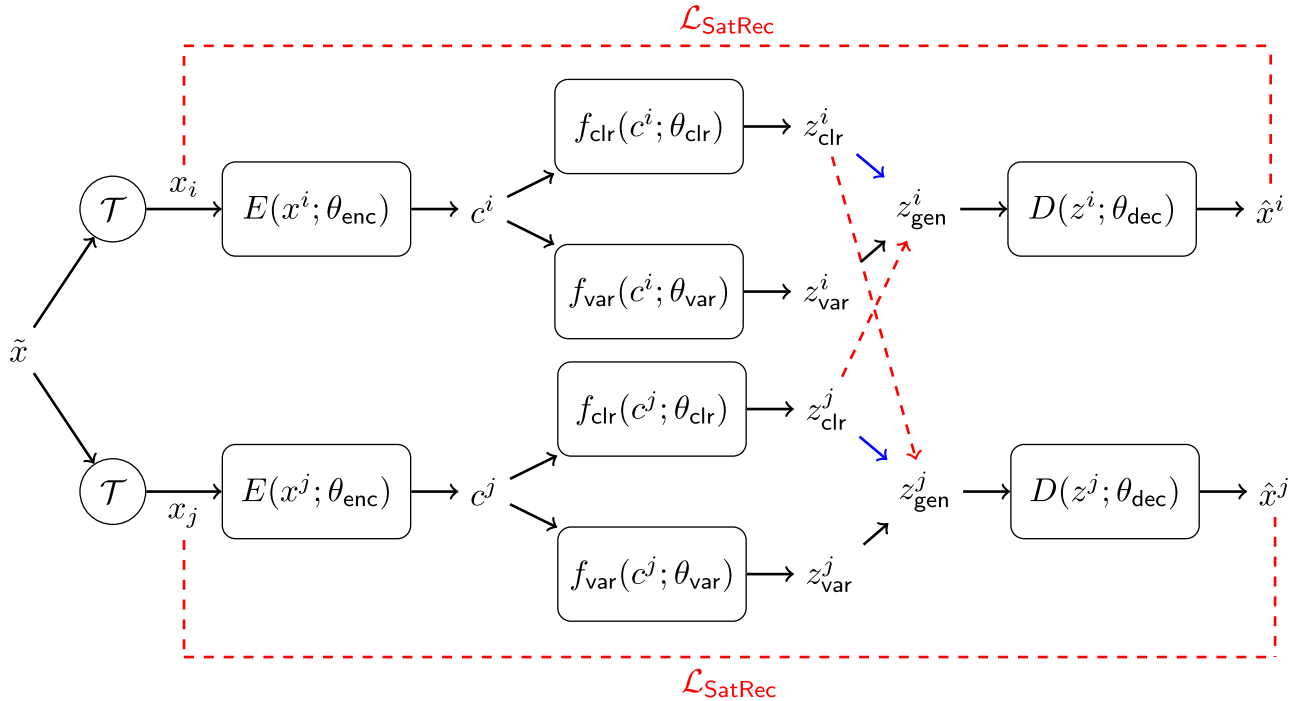 ℒ_SatRec
f_clr(c^i; θ_clr)
z^i_clr
𝒯
x_i
E(x^i; θ_enc)
c^i
z^i_gen
D(z^i; θ_dec)
x̂^i
f_var(c^i; θ_var)
z^i_var
x̃
f_clr(c^j; θ_clr)
z^j_clr
𝒯
x_j
E(x^j; θ_enc)
c^j
z^j_gen
D(z^j; θ_dec)
x̂^j
f_var(c^j; θ_var)
z^j_var
ℒ_SatRec